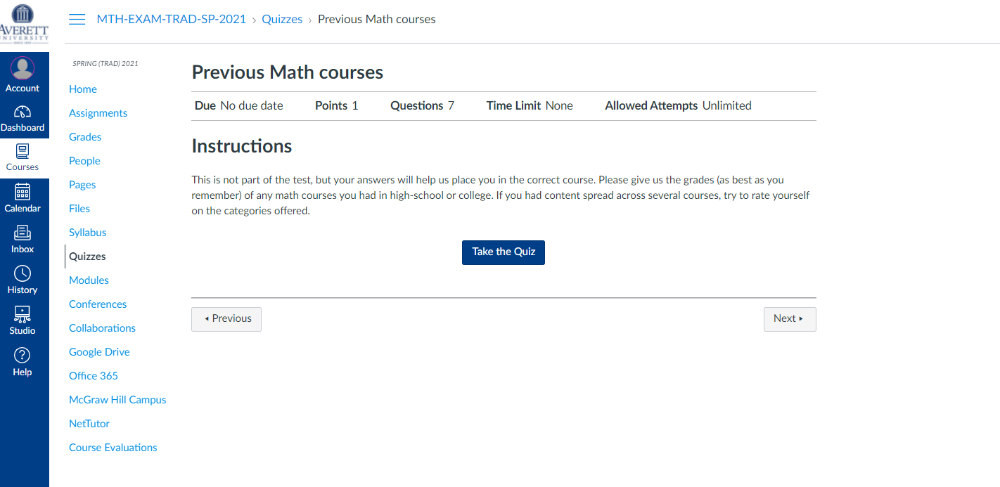 AVERETT
UNIVERSITY
MTH-EXAM-TRAD-SP-2021 › Quizzes › Previous Math courses
Account
Dashboard
Courses
Calendar
Inbox
History
Studio
Help
SPRING (TRAD) 2021
Home
Assignments
Grades
People
Pages
Files
Syllabus
Quizzes
Modules
Conferences
Collaborations
Google Drive
Office 365
McGraw Hill Campus
NetTutor
Course Evaluations
Previous Math courses
Due No due date Points 1 Questions 7 Time Limit None Allowed Attempts Unlimited
Instructions
This is not part of the test, but your answers will help us place you in the correct course. Please give us the grades (as best as you
remember) of any math courses you had in high-school or college. If you had content spread across several courses, try to rate yourself
on the categories offered.
Take the Quiz
Previous
Next